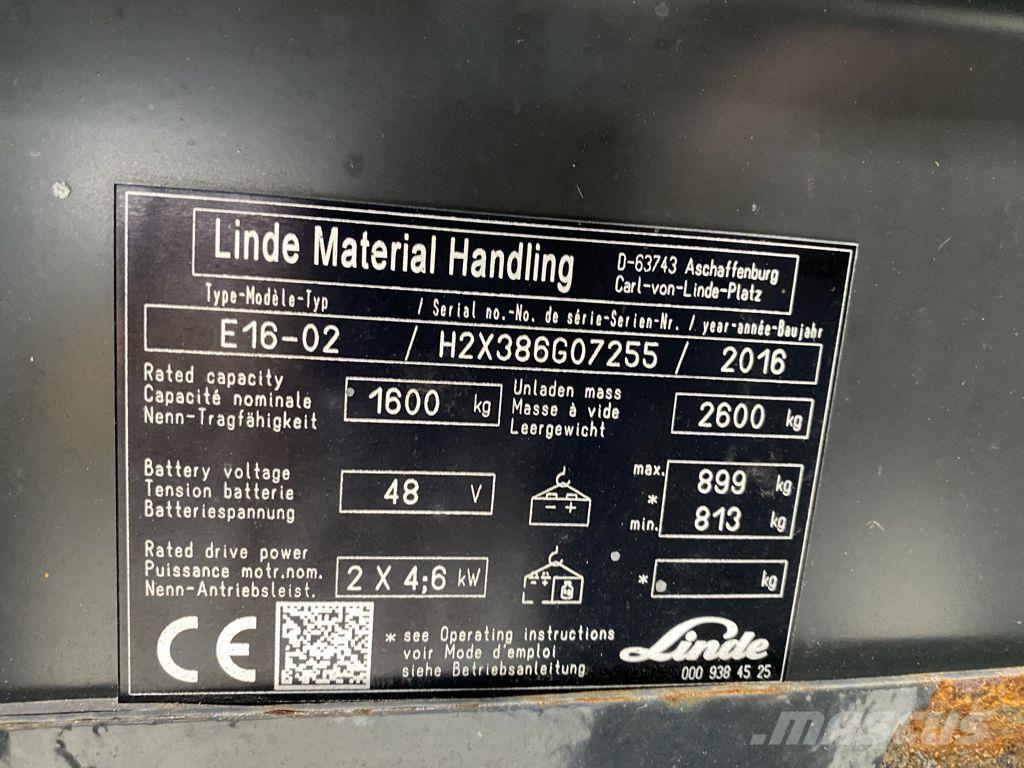 Linde Material Handling
D-63743 Aschaffenburg
Carl-von-Linde-Platz
Type-Modèle-Typ / Serial no.-No. de série-Serien-Nr. / year-année-Baujahr
E16-02 / H2X386G07255 / 2016
Rated capacity
Capacité nominale
Nenn-Tragfähigkeit
1600 kg
Unladen mass
Masse à vide
Leergewicht
2600 kg
Battery voltage
Tension batterie
Batteriespannung
48 V
- +
max. 899 kg
*
min. 813 kg
Rated drive power
Puissance motr.nom.
Nenn-Antriebsleist.
2 X 4;6 kW
* kg
CE
* see Operating instructions
voir Mode d'emploi
siehe Betriebsanleitung
Linde
000 938 45 25
mascus